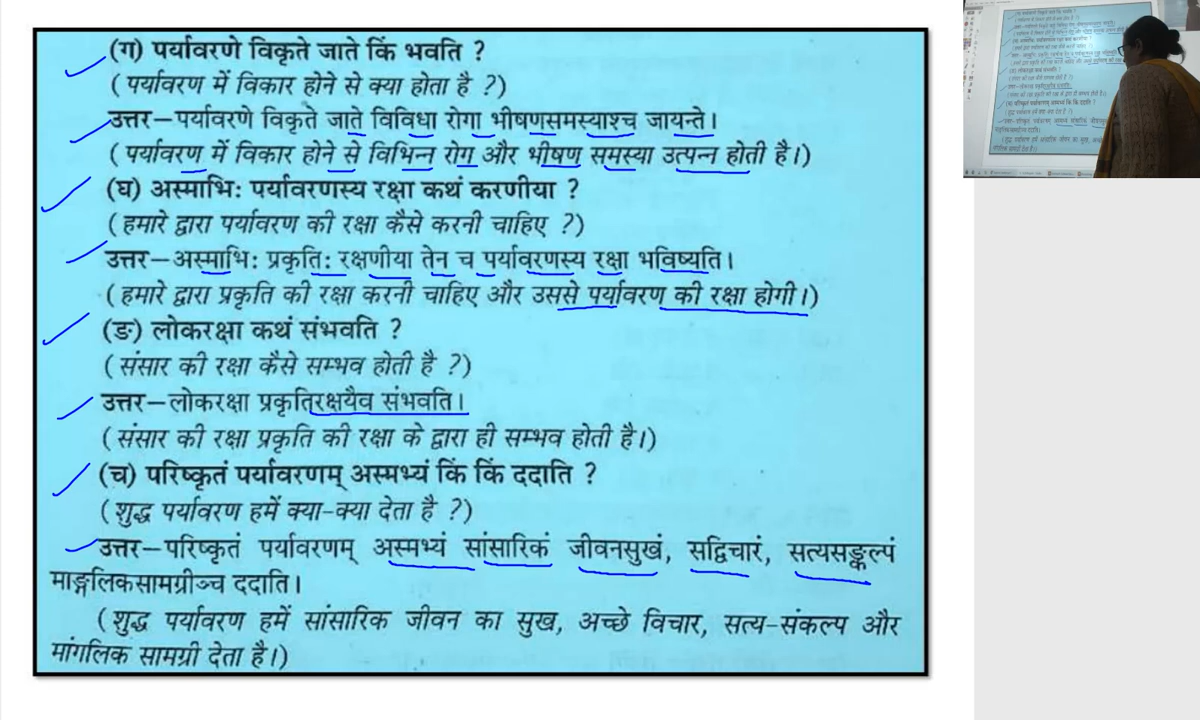 (ग) पर्यावरणे विकृते जाते किं भवति ?
(पर्यावरण में विकार होने से क्या होता है ?)
उत्तर–पर्यावरणे विकृते जाते विविधा रोगा भीषणसमस्याश्च जायन्ते।
(पर्यावरण में विकार होने से विभिन्न रोग और भीषण समस्या उत्पन्न होती है।)
(घ) अस्माभिः पर्यावरणस्य रक्षा कथं करणीया ?
(हमारे द्वारा पर्यावरण की रक्षा कैसे करनी चाहिए ?)
उत्तर–अस्माभिः प्रकृतिः रक्षणीया तेन च पर्यावरणस्य रक्षा भविष्यति।
(हमारे द्वारा प्रकृति की रक्षा करनी चाहिए और उससे पर्यावरण की रक्षा होगी।)
(ङ) लोकरक्षा कथं संभवति ?
(संसार की रक्षा कैसे सम्भव होती है ?)
उत्तर–लोकरक्षा प्रकृतिरक्षयैव संभवति।
(संसार की रक्षा प्रकृति की रक्षा के द्वारा ही सम्भव होती है।)
(च) परिष्कृतं पर्यावरणम् अस्मभ्यं किं किं ददाति ?
(शुद्ध पर्यावरण हमें क्या-क्या देता है ?)
उत्तर–परिष्कृतं पर्यावरणम् अस्मभ्यं सांसारिकं जीवनसुखं, सद्विचारं, सत्यसङ्कल्पं
माङ्गलिकसामग्रीञ्च ददाति।
(शुद्ध पर्यावरण हमें सांसारिक जीवन का सुख, अच्छे विचार, सत्य-संकल्प और
मांगलिक सामग्री देता है।)